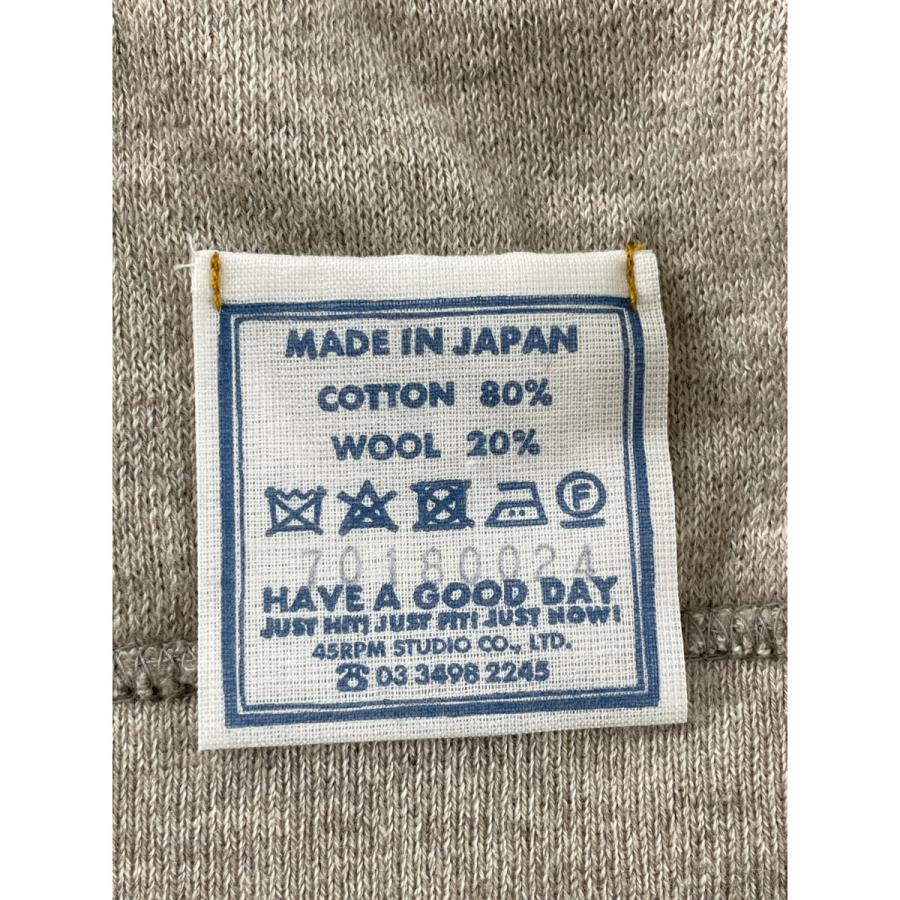 MADE IN JAPAN
COTTON 80%
WOOL 20%
F
70180024
HAVE A GOOD DAY
JUST HIT! JUST FIT! JUST NOW!
45RPM STUDIO CO., LTD.
☎ 03 3498 2245